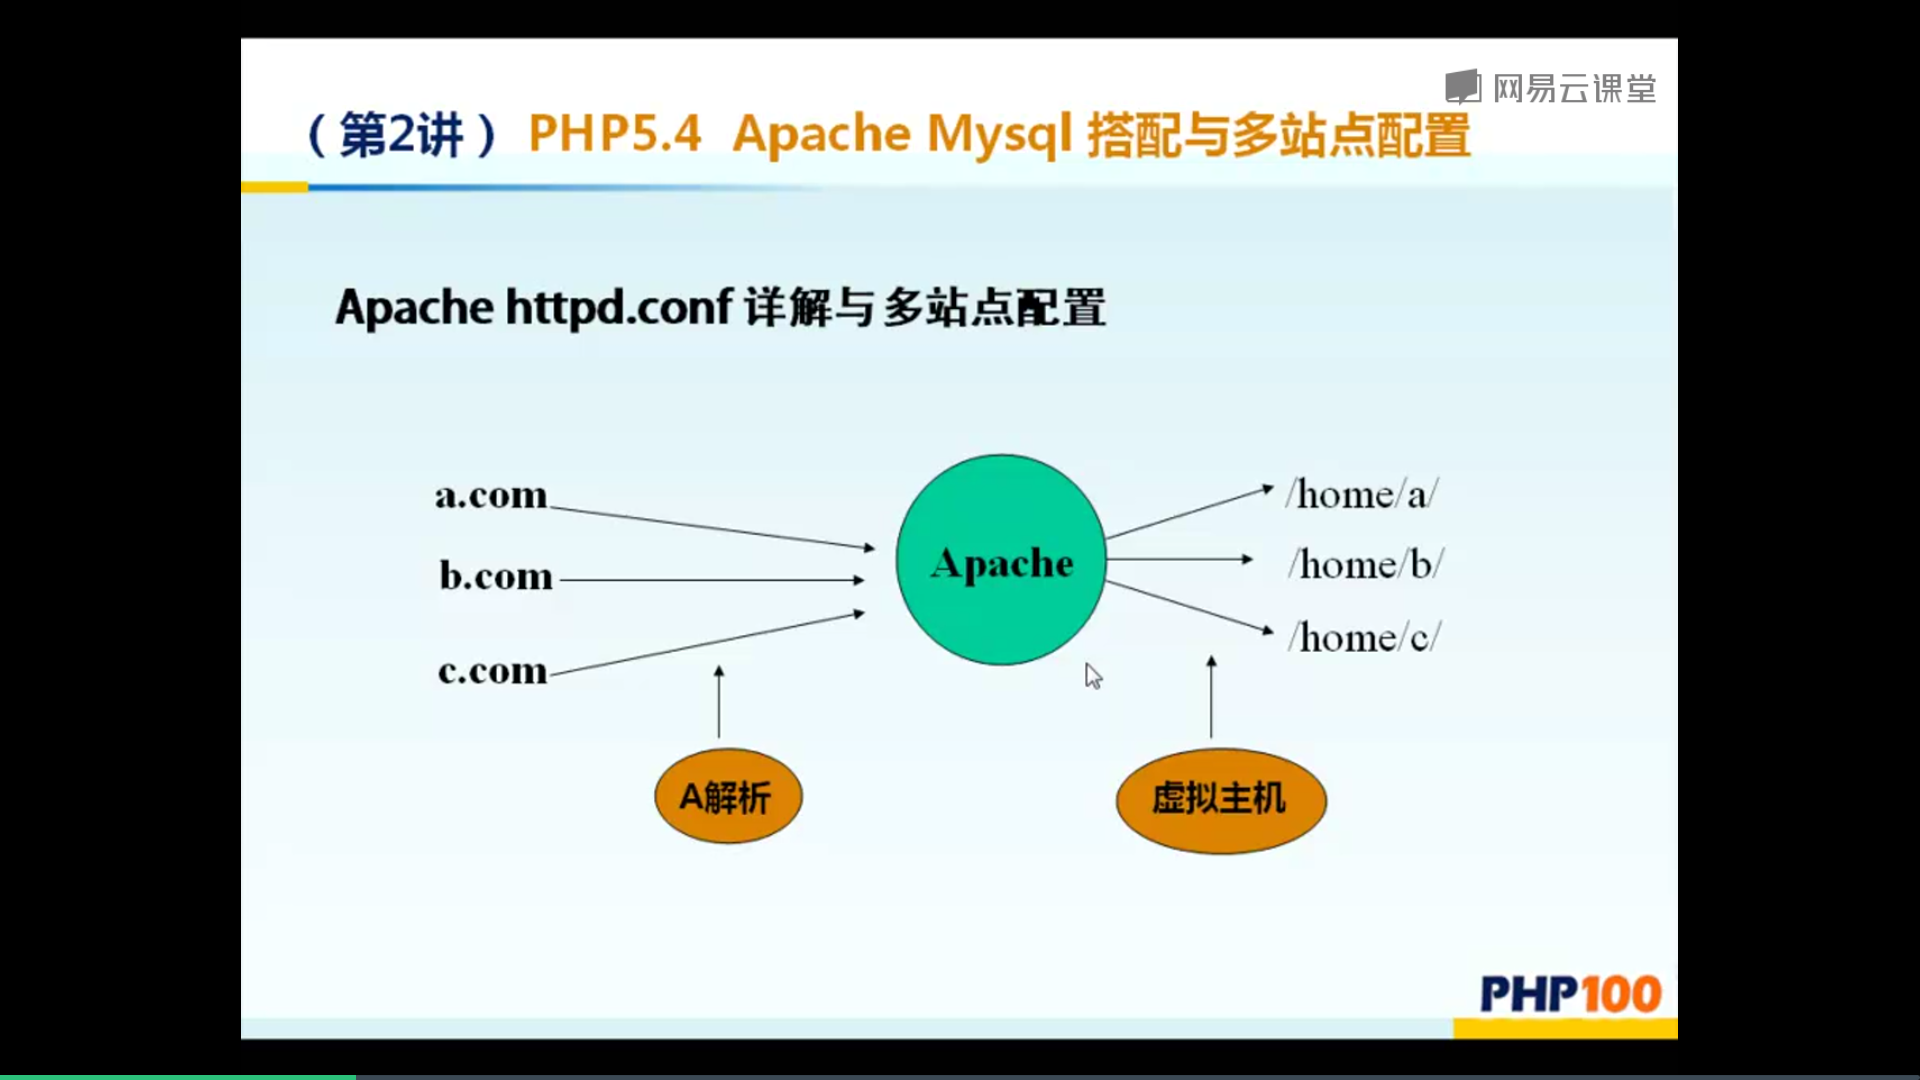 网易云课堂
（第2讲） PHP5.4 Apache Mysql 搭配与多站点配置
Apache httpd.conf 详解与多站点配置
a.com
b.com
c.com
Apache
/home/a/
/home/b/
/home/c/
A解析
虚拟主机
PHP100